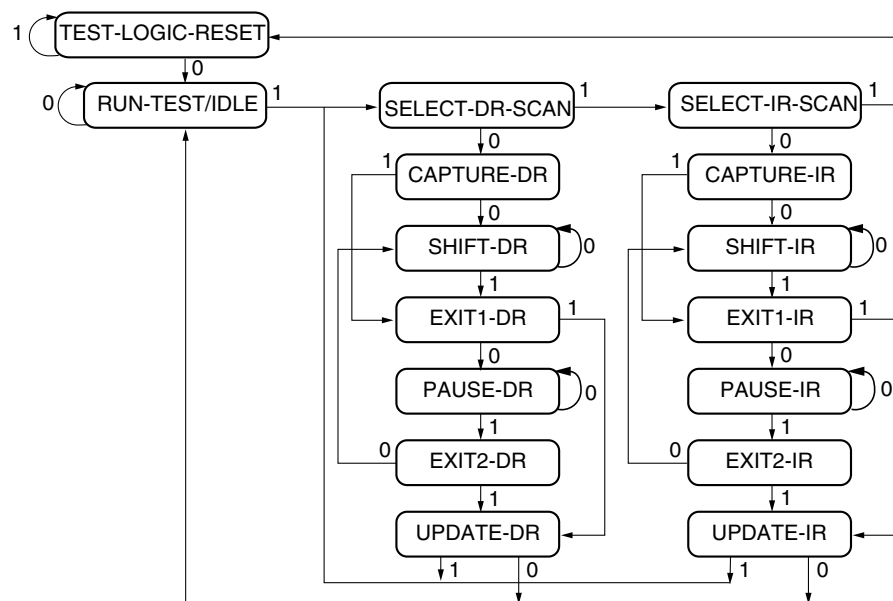 1 TEST-LOGIC-RESET
0
0 RUN-TEST/IDLE 1 SELECT-DR-SCAN 1 SELECT-IR-SCAN 1
0 0
1 CAPTURE-DR 1 CAPTURE-IR
0 0
SHIFT-DR 0 SHIFT-IR 0
1 1
EXIT1-DR 1 EXIT1-IR 1
0 0
PAUSE-DR 0 PAUSE-IR 0
1 1
0 EXIT2-DR 0 EXIT2-IR
1 1
UPDATE-DR UPDATE-IR
1 0 1 0